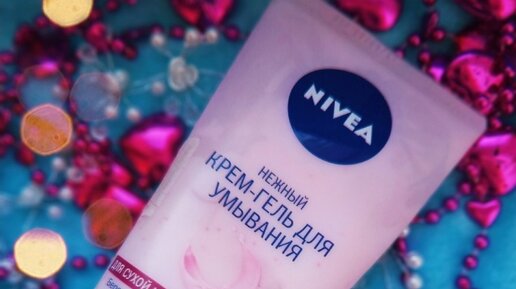 NIVEA
НЕЖНЫЙ
КРЕМ-ГЕЛЬ ДЛЯ
УМЫВАНИЯ
ДЛЯ СУХОЙ